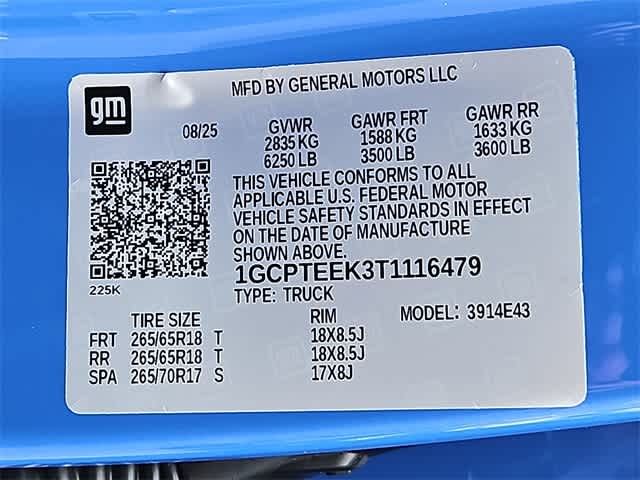 MFD BY GENERAL MOTORS LLC
gm
08/25
GVWR
2835 KG
6250 LB
GAWR FRT
1588 KG
3500 LB
GAWR RR
1633 KG
3600 LB
THIS VEHICLE CONFORMS TO ALL
APPLICABLE U.S. FEDERAL MOTOR
VEHICLE SAFETY STANDARDS IN EFFECT
ON THE DATE OF MANUFACTURE
SHOWN ABOVE.
1GCPTEEK3T1116479
225K
TYPE: TRUCK
MODEL: 3914E43
TIRE SIZE RIM
FRT 265/65R18 T 18X8.5J
RR 265/65R18 T 18X8.5J
SPA 265/70R17 S 17X8J